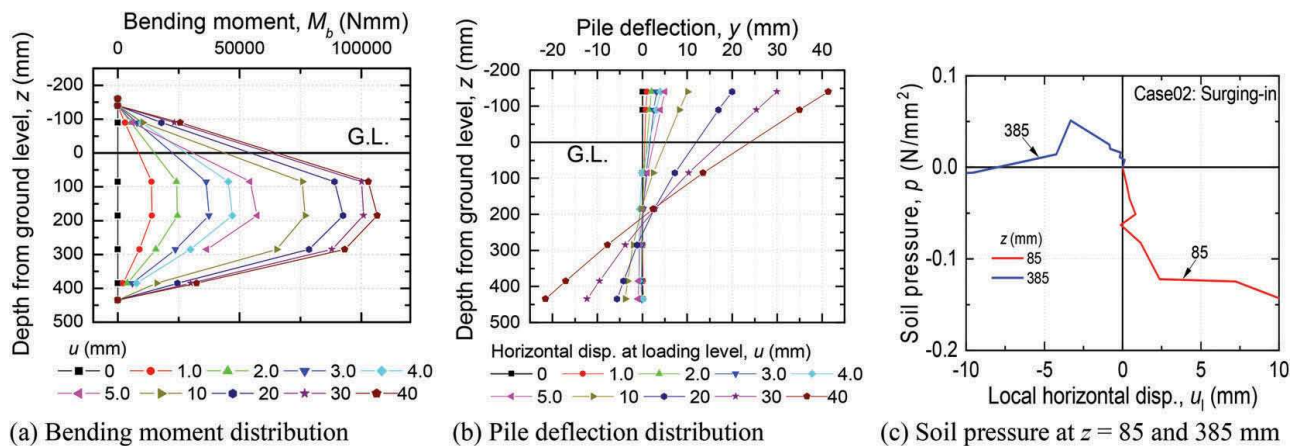 Bending moment, M_b (Nmm)
0 50000 100000
Depth from ground level, z (mm)
-200
-100
0
100
200
300
400
500
G.L.
u (mm)
0 1.0 2.0 3.0 4.0
5.0 10 20 30 40
(a) Bending moment distribution
Pile deflection, y (mm)
-20 -10 0 10 20 30 40
Depth from ground level, z (mm)
-200
-100
0
100
200
300
400
500
G.L.
Horizontal disp. at loading level, u (mm)
0 1.0 2.0 3.0 4.0
5.0 10 20 30 40
(b) Pile deflection distribution
Soil pressure, p (N/mm²)
0.1
0.0
-0.1
-0.2
Case02: Surging-in
385
z (mm)
85
385
85
-10 -5 0 5 10
Local horizontal disp., u_l (mm)
(c) Soil pressure at z = 85 and 385 mm